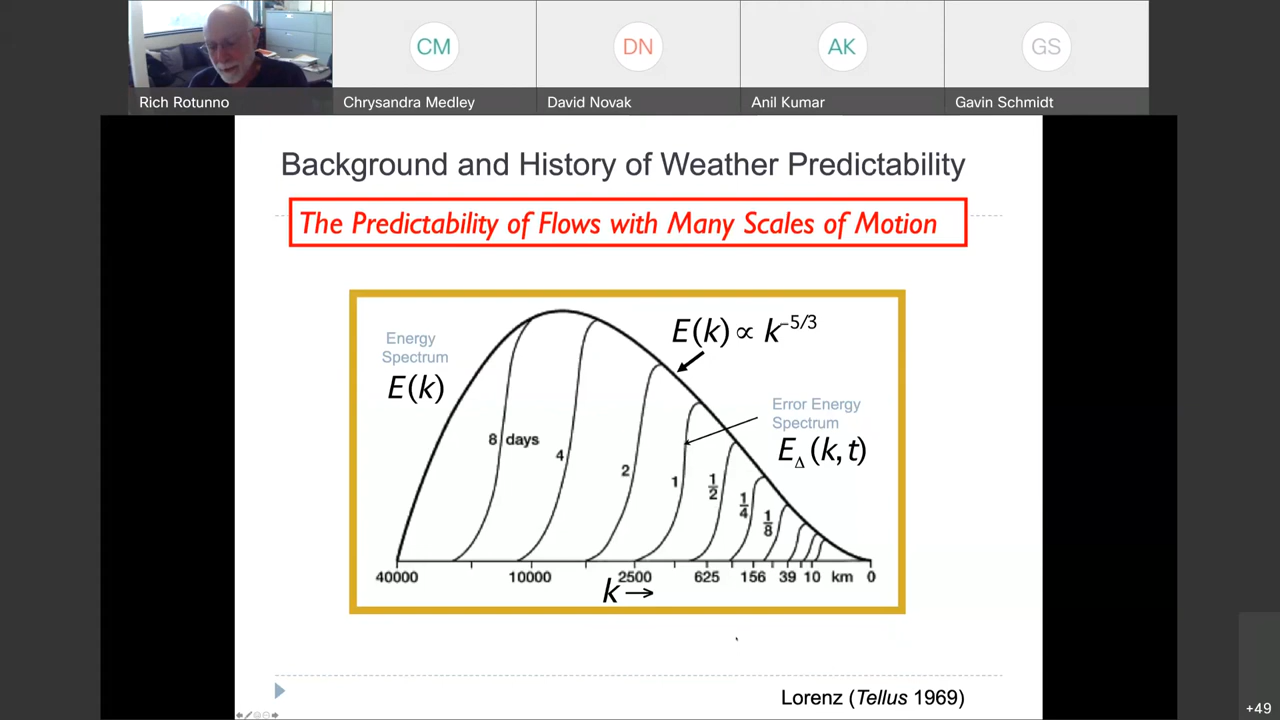 CM
DN
AK
GS
Rich Rotunno
Chrysandra Medley
David Novak
Anil Kumar
Gavin Schmidt
Background and History of Weather Predictability
The Predictability of Flows with Many Scales of Motion
Energy
Spectrum
E(k)
E(k) ∝ k⁻⁵/³
Error Energy
Spectrum
E_Δ(k,t)
8 days
4
2
1
1/2
1/4
1/8
40000 10000 2500 625 156 39 10 km 0
k →
Lorenz (Tellus 1969)
+49